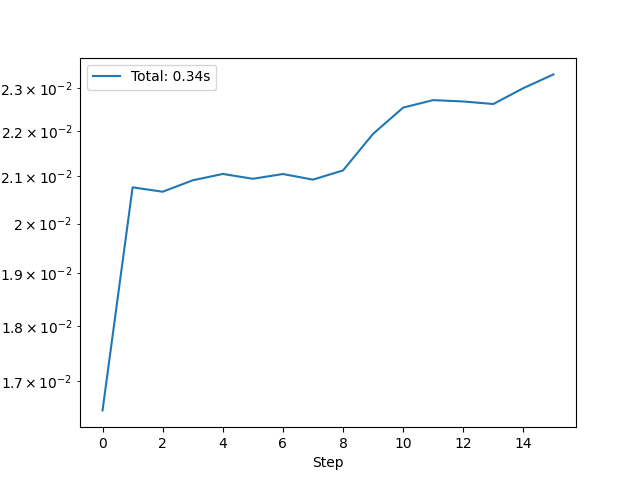 Total: 0.34s
2.3 × 10⁻²
2.2 × 10⁻²
2.1 × 10⁻²
2 × 10⁻²
1.9 × 10⁻²
1.8 × 10⁻²
1.7 × 10⁻²
0 2 4 6 8 10 12 14
Step